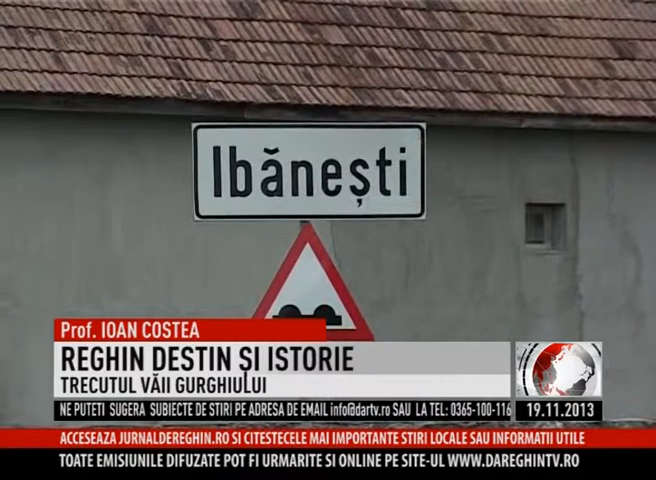 Ibănești
Prof. IOAN COSTEA
REGHIN DESTIN ȘI ISTORIE
TRECUTUL VĂII GURGHIULUI
NE PUTETI SUGERA SUBIECTE DE STIRI PE ADRESA DE EMAIL info@dartv.ro SAU LA TEL: 0365-100-116
19.11.2013
ACCESEAZA JURNALDEREGHIN.RO SI CITESTECELE MAI IMPORTANTE STIRI LOCALE SAU INFORMATII UTILE
TOATE EMISIUNILE DIFUZATE POT FI URMARITE SI ONLINE PE SITE-UL WWW.DAREGHINTV.RO